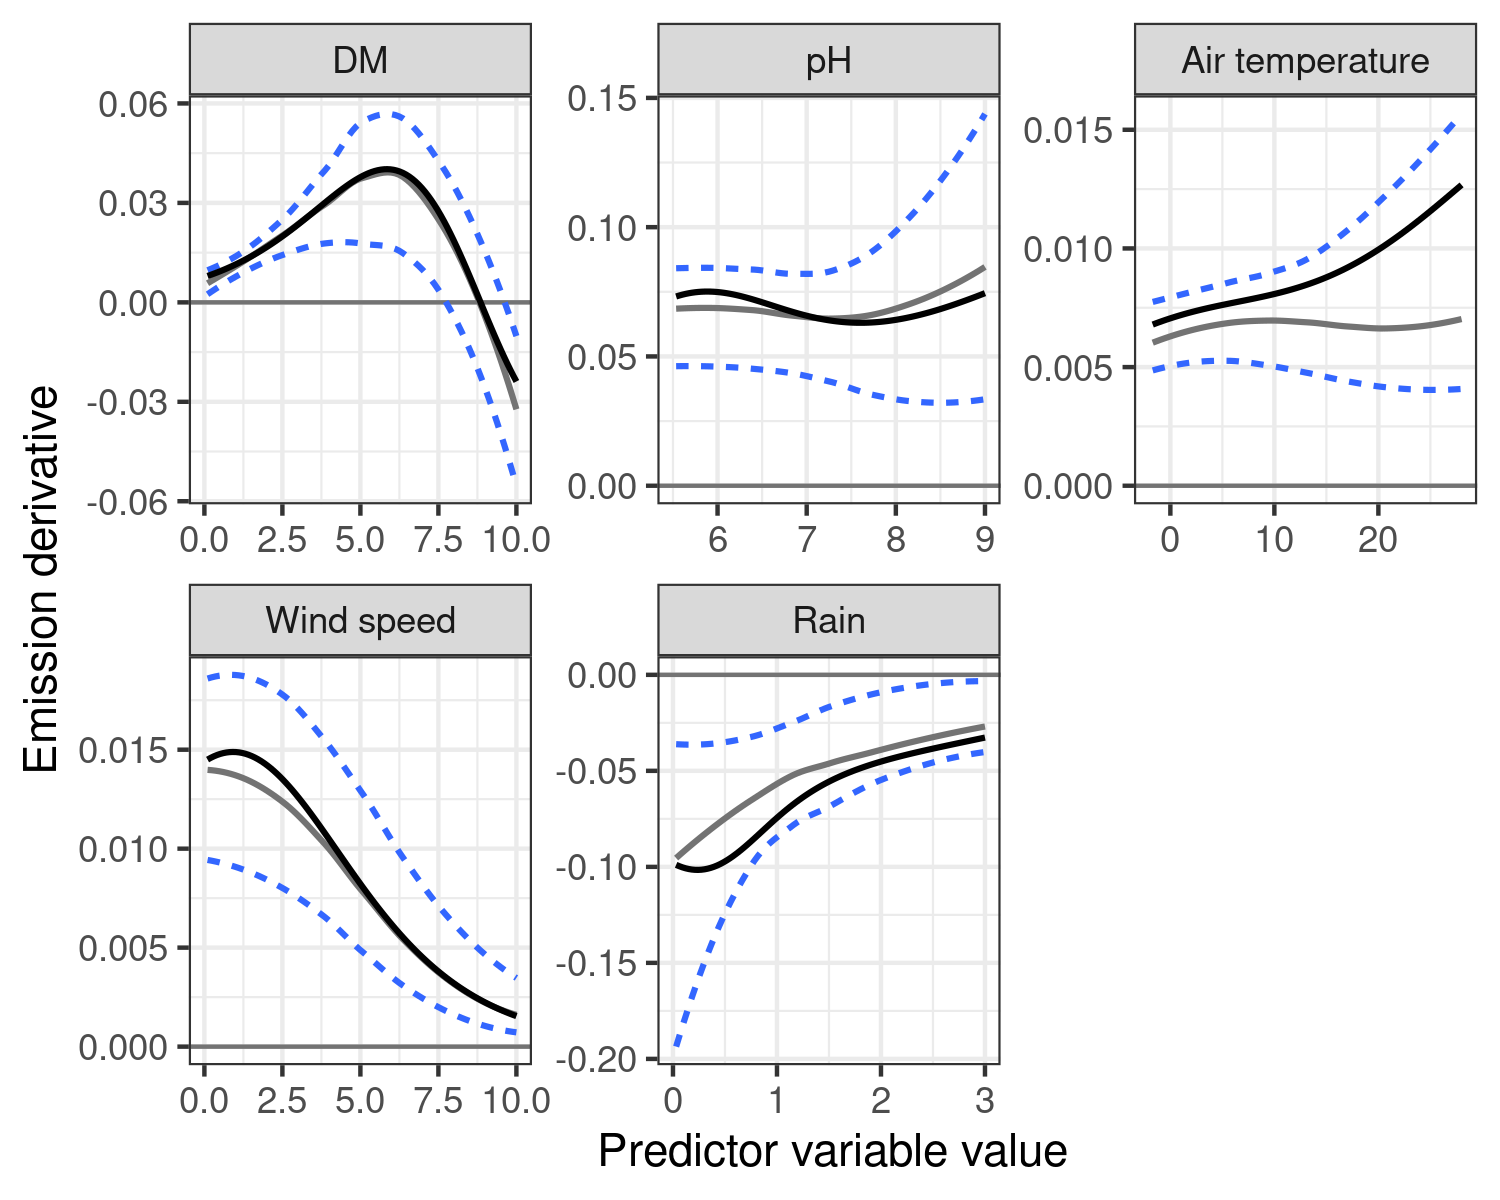 DM
pH
Air temperature
0.06
0.03
0.00
-0.03
-0.06
0.0 2.5 5.0 7.5 10.0
0.15
0.10
0.05
0.00
6 7 8 9
0.015
0.010
0.005
0.000
0 10 20
Wind speed
Rain
0.015
0.010
0.005
0.000
0.0 2.5 5.0 7.5 10.0
0.00
-0.05
-0.10
-0.15
-0.20
0 1 2 3
Emission derivative
Predictor variable value